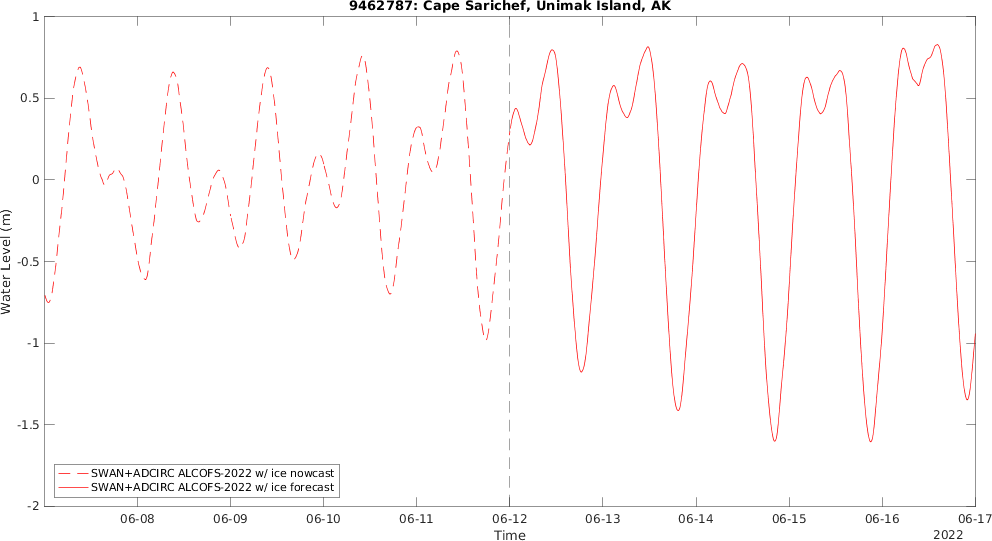 9462787: Cape Sarichef, Unimak Island, AK
1
0.5
0
-0.5
-1
-1.5
-2
Water Level (m)
SWAN+ADCIRC ALCOFS-2022 w/ ice nowcast
SWAN+ADCIRC ALCOFS-2022 w/ ice forecast
06-08 06-09 06-10 06-11 06-12 06-13 06-14 06-15 06-16 06-17
Time
2022